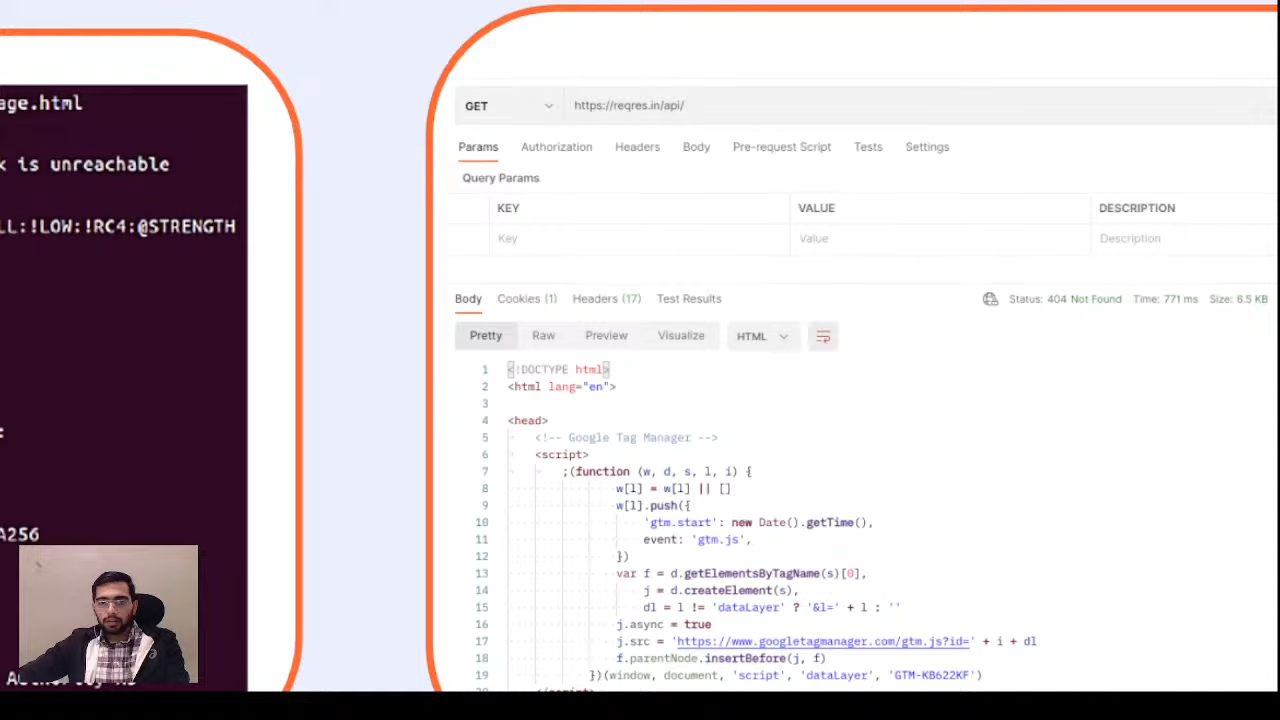 age.html
k is unreachable
LL:!LOW:!RC4:@STRENGTH
A256
GET
https://reqres.in/api/
Params Authorization Headers Body Pre-request Script Tests Settings
Query Params
KEY VALUE DESCRIPTION
Key Value Description
Body Cookies (1) Headers (17) Test Results
Status: 404 Not Found Time: 771 ms Size: 6.5 KB
Pretty Raw Preview Visualize HTML
1 <!DOCTYPE html>
2 <html lang="en">
3
4 <head>
5 <!-- Google Tag Manager -->
6 <script>
7 ;(function (w, d, s, l, i) {
8 w[l] = w[l] || []
9 w[l].push({
10 'gtm.start': new Date().getTime(),
11 event: 'gtm.js',
12 })
13 var f = d.getElementsByTagName(s)[0],
14 j = d.createElement(s),
15 dl = l != 'dataLayer' ? '&l=' + l : ''
16 j.async = true
17 j.src = 'https://www.googletagmanager.com/gtm.js?id=' + i + dl
18 f.parentNode.insertBefore(j, f)
19 })(window, document, 'script', 'dataLayer', 'GTM-KB622KF')